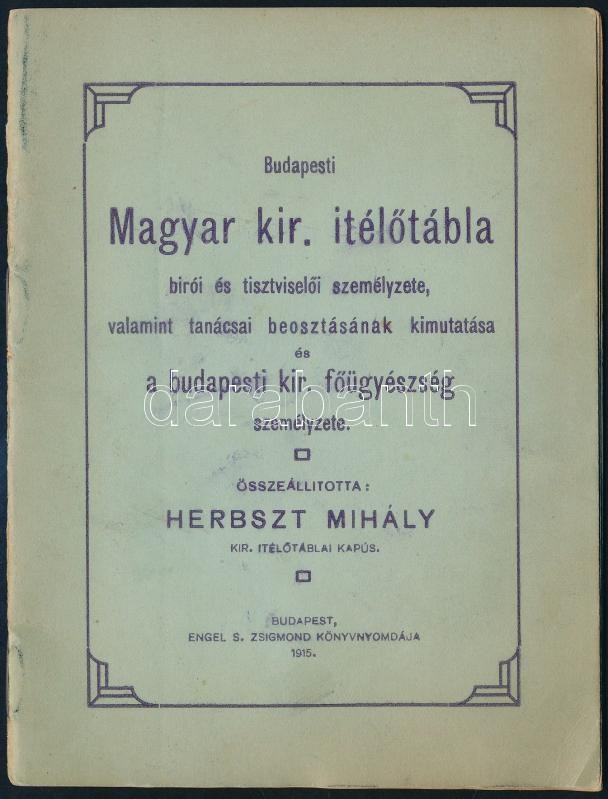 Budapesti
Magyar kir. itélőtábla
birói és tisztviselői személyzete,
valamint tanácsai beosztásának kimutatása
és
a budapesti kir. főügyészség
személyzete.
ÖSSZEÁLLITOTTA:
HERBSZT MIHÁLY
KIR. ITÉLŐTÁBLAI KAPÚS.
BUDAPEST,
ENGEL S. ZSIGMOND KÖNYVNYOMDÁJA
1915.
darabanth